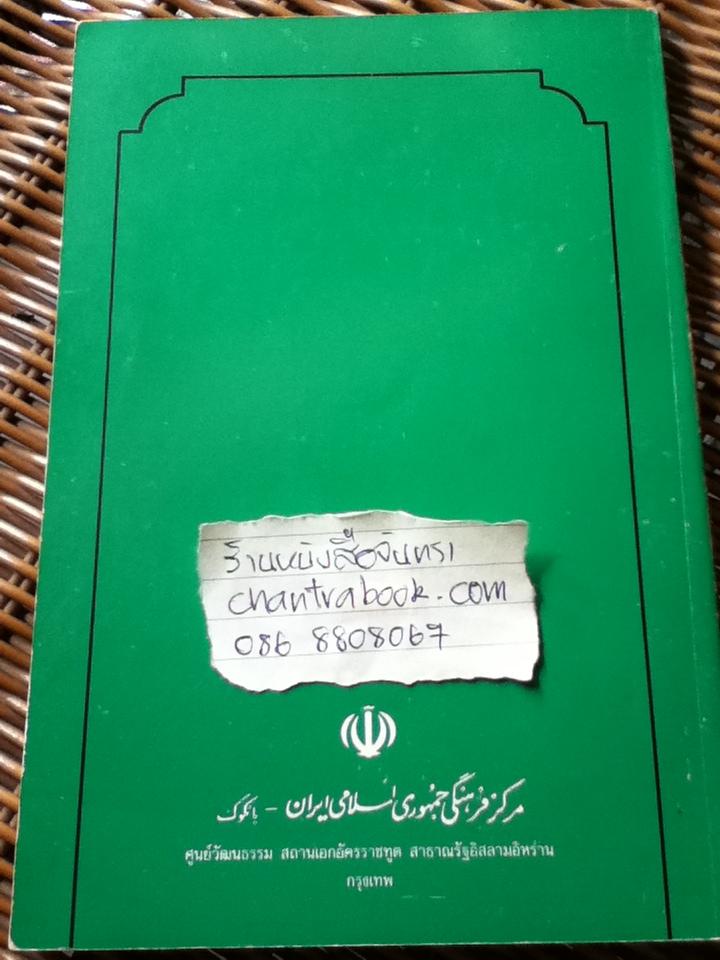 ร้านหนังสือจันทรา
chantrabook.com
086 8808067
مرکز فرهنگی جمهوری اسلامی ایران - بانکوک
ศูนย์วัฒนธรรม สถานเอกอัครราชทูต สาธาณรัฐอิสลามอิหร่าน
กรุงเทพ